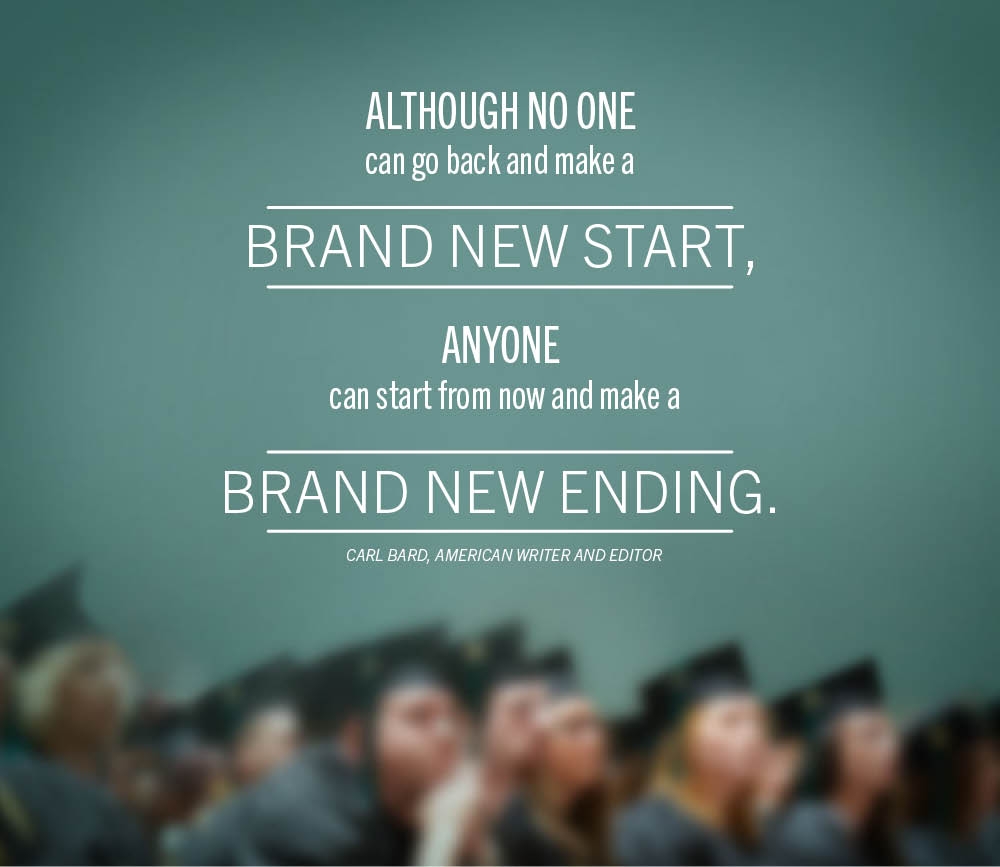 ALTHOUGH NO ONE
can go back and make a
BRAND NEW START,
ANYONE
can start from now and make a
BRAND NEW ENDING.
CARL BARD, AMERICAN WRITER AND EDITOR